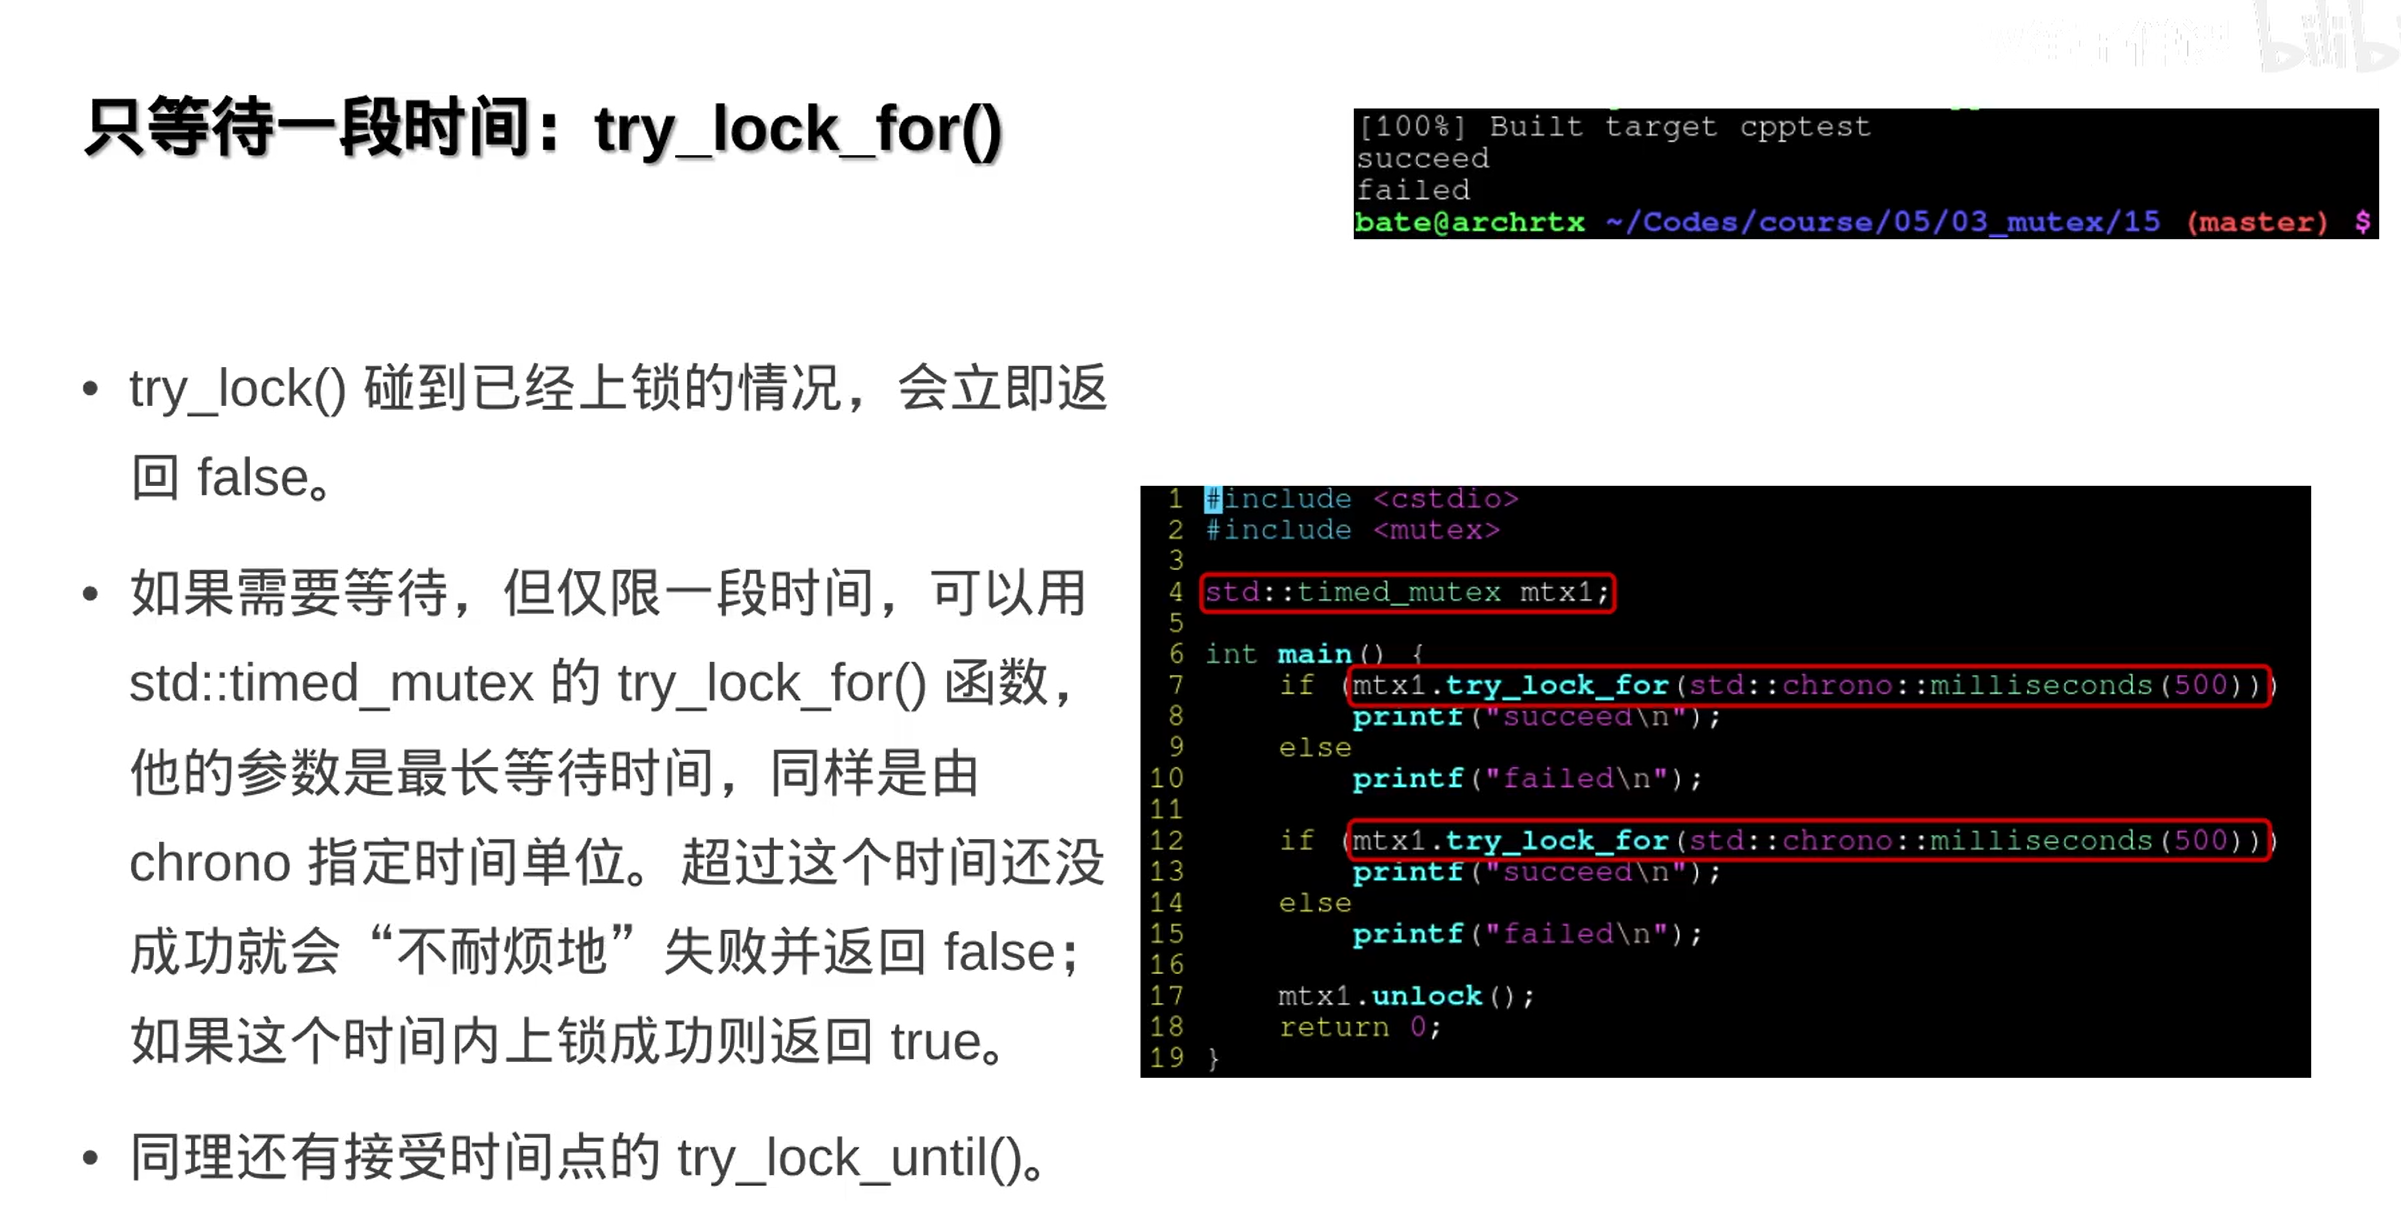 只等待一段时间：try_lock_for()
[100%] Built target cpptest
succeed
failed
bate@archrtx ~/Codes/course/05/03_mutex/15 (master) $
• try_lock() 碰到已经上锁的情况，会立即返
回 false。
• 如果需要等待，但仅限一段时间，可以用
std::timed_mutex 的 try_lock_for() 函数，
他的参数是最长等待时间，同样是由
chrono 指定时间单位。超过这个时间还没
成功就会“不耐烦地”失败并返回 false；
如果这个时间内上锁成功则返回 true。
• 同理还有接受时间点的 try_lock_until()。
1 #include <cstdio>
2 #include <mutex>
3
4 std::timed_mutex mtx1;
5
6 int main() {
7     if (mtx1.try_lock_for(std::chrono::milliseconds(500)))
8         printf("succeed\n");
9     else
10         printf("failed\n");
11
12     if (mtx1.try_lock_for(std::chrono::milliseconds(500)))
13         printf("succeed\n");
14     else
15         printf("failed\n");
16
17     mtx1.unlock();
18     return 0;
19 }